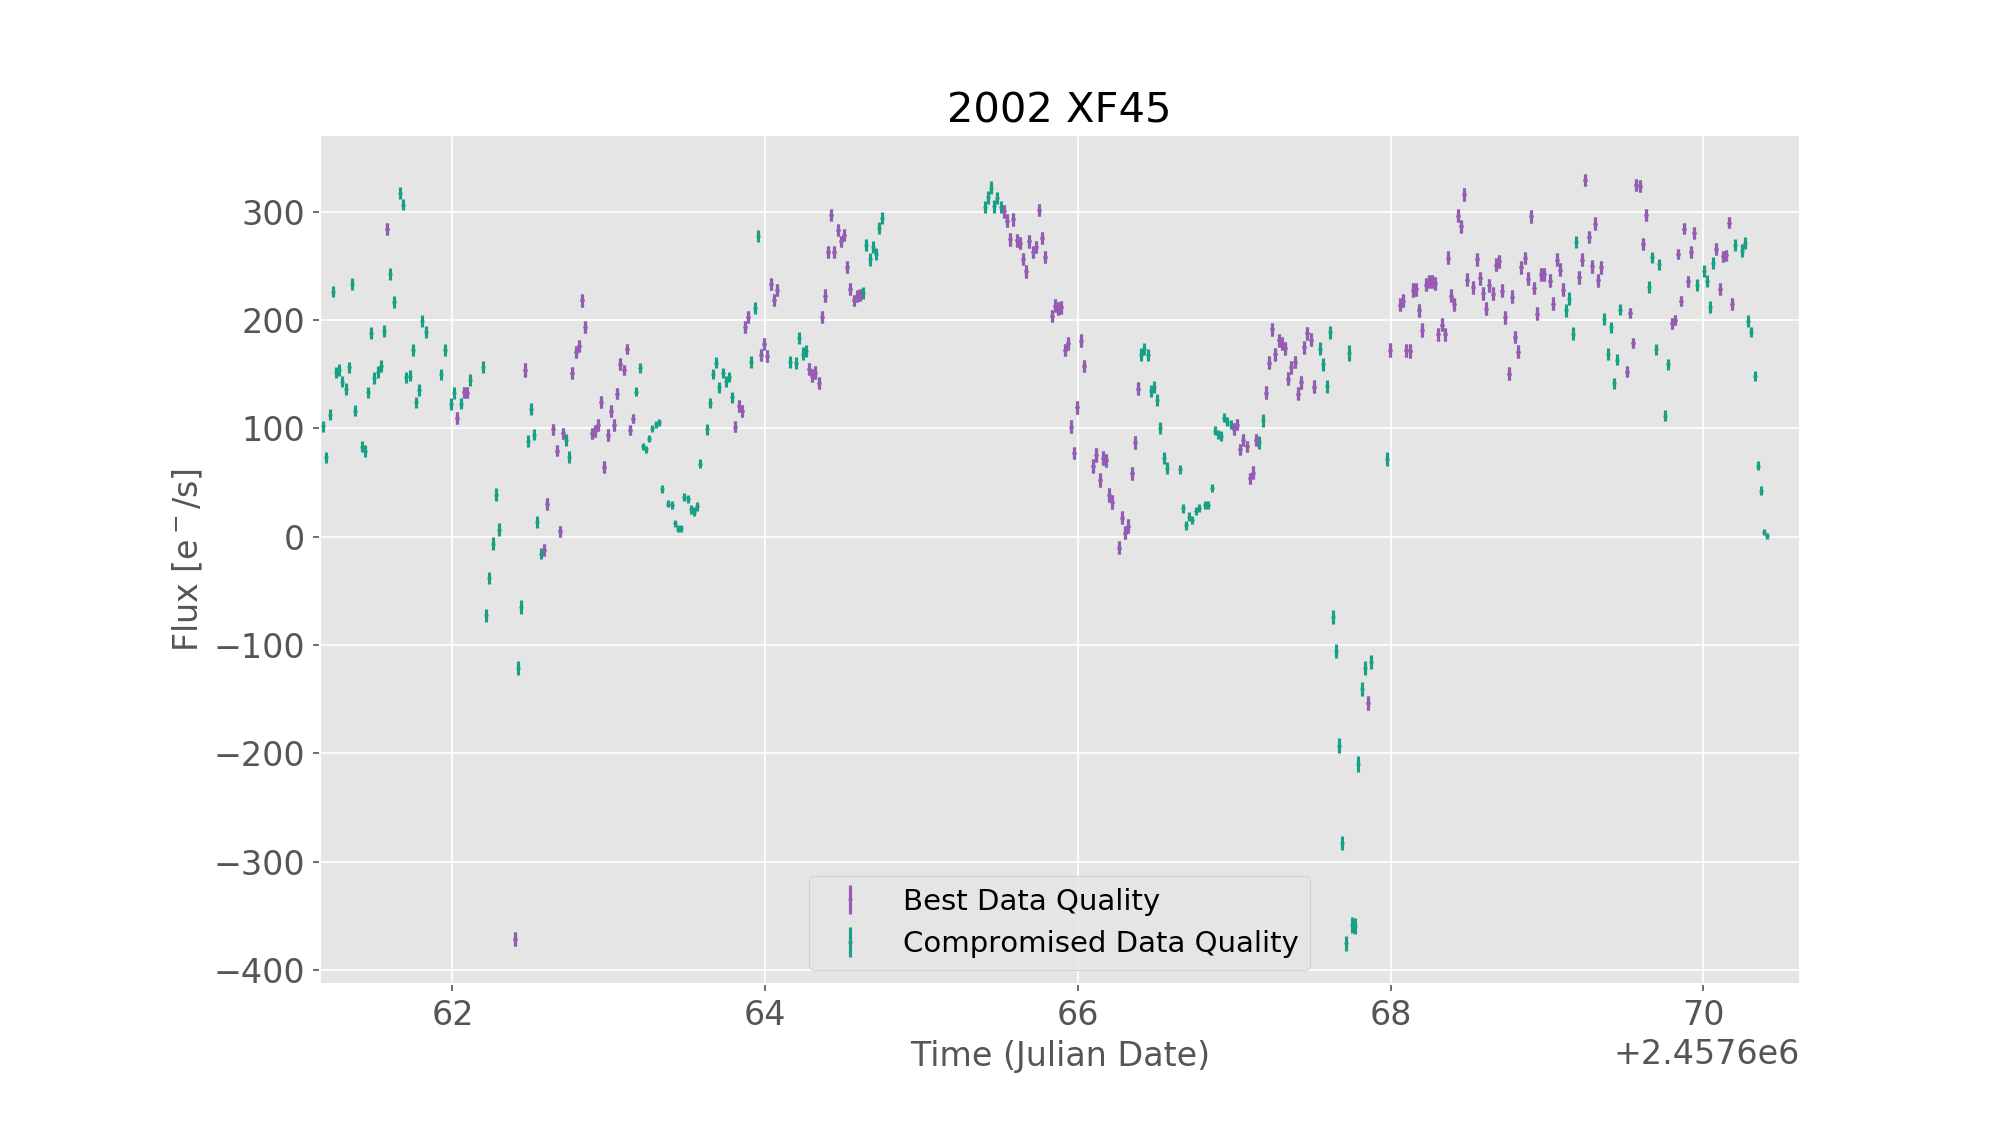 2002 XF45
300
200
100
0
−100
−200
−300
−400
Flux [e⁻/s]
Best Data Quality
Compromised Data Quality
62
64
66
68
70
Time (Julian Date)
+2.4576e6